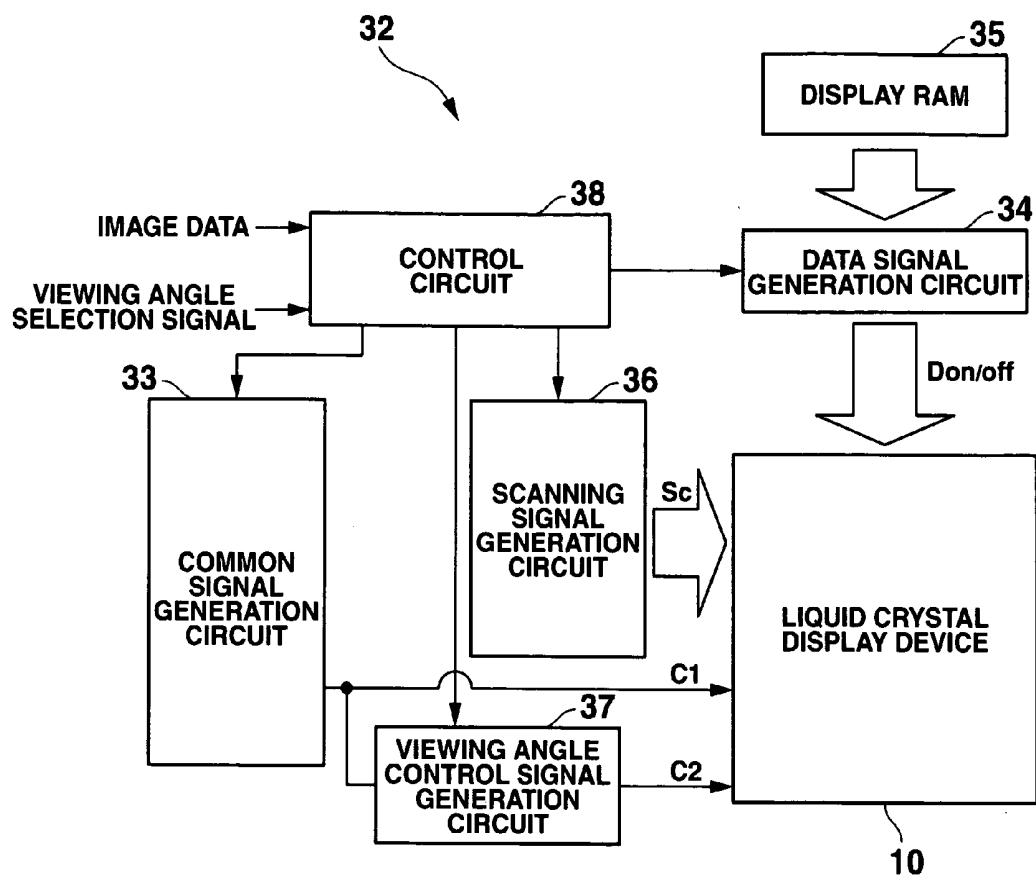 32
35
DISPLAY RAM
38
IMAGE DATA
CONTROL
CIRCUIT
34
DATA SIGNAL
GENERATION CIRCUIT
VIEWING ANGLE
SELECTION SIGNAL
33
36
Don/off
COMMON
SIGNAL
GENERATION
CIRCUIT
SCANNING
SIGNAL
GENERATION
CIRCUIT
Sc
LIQUID CRYSTAL
DISPLAY DEVICE
C1
37
VIEWING ANGLE
CONTROL SIGNAL
GENERATION
CIRCUIT
C2
10